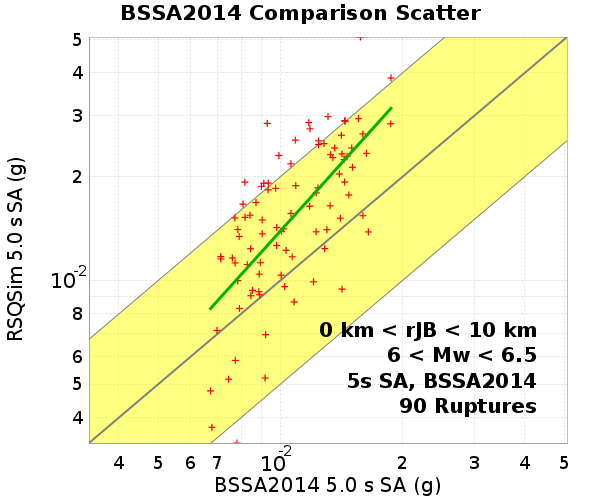 BSSA2014 Comparison Scatter
RSQSim 5.0 s SA (g)
5
4
3
2
10-2
8
6
5
4
0 km < rJB < 10 km
6 < Mw < 6.5
5s SA, BSSA2014
90 Ruptures
4 5 6 7 10-2 2 3 4 5
BSSA2014 5.0 s SA (g)